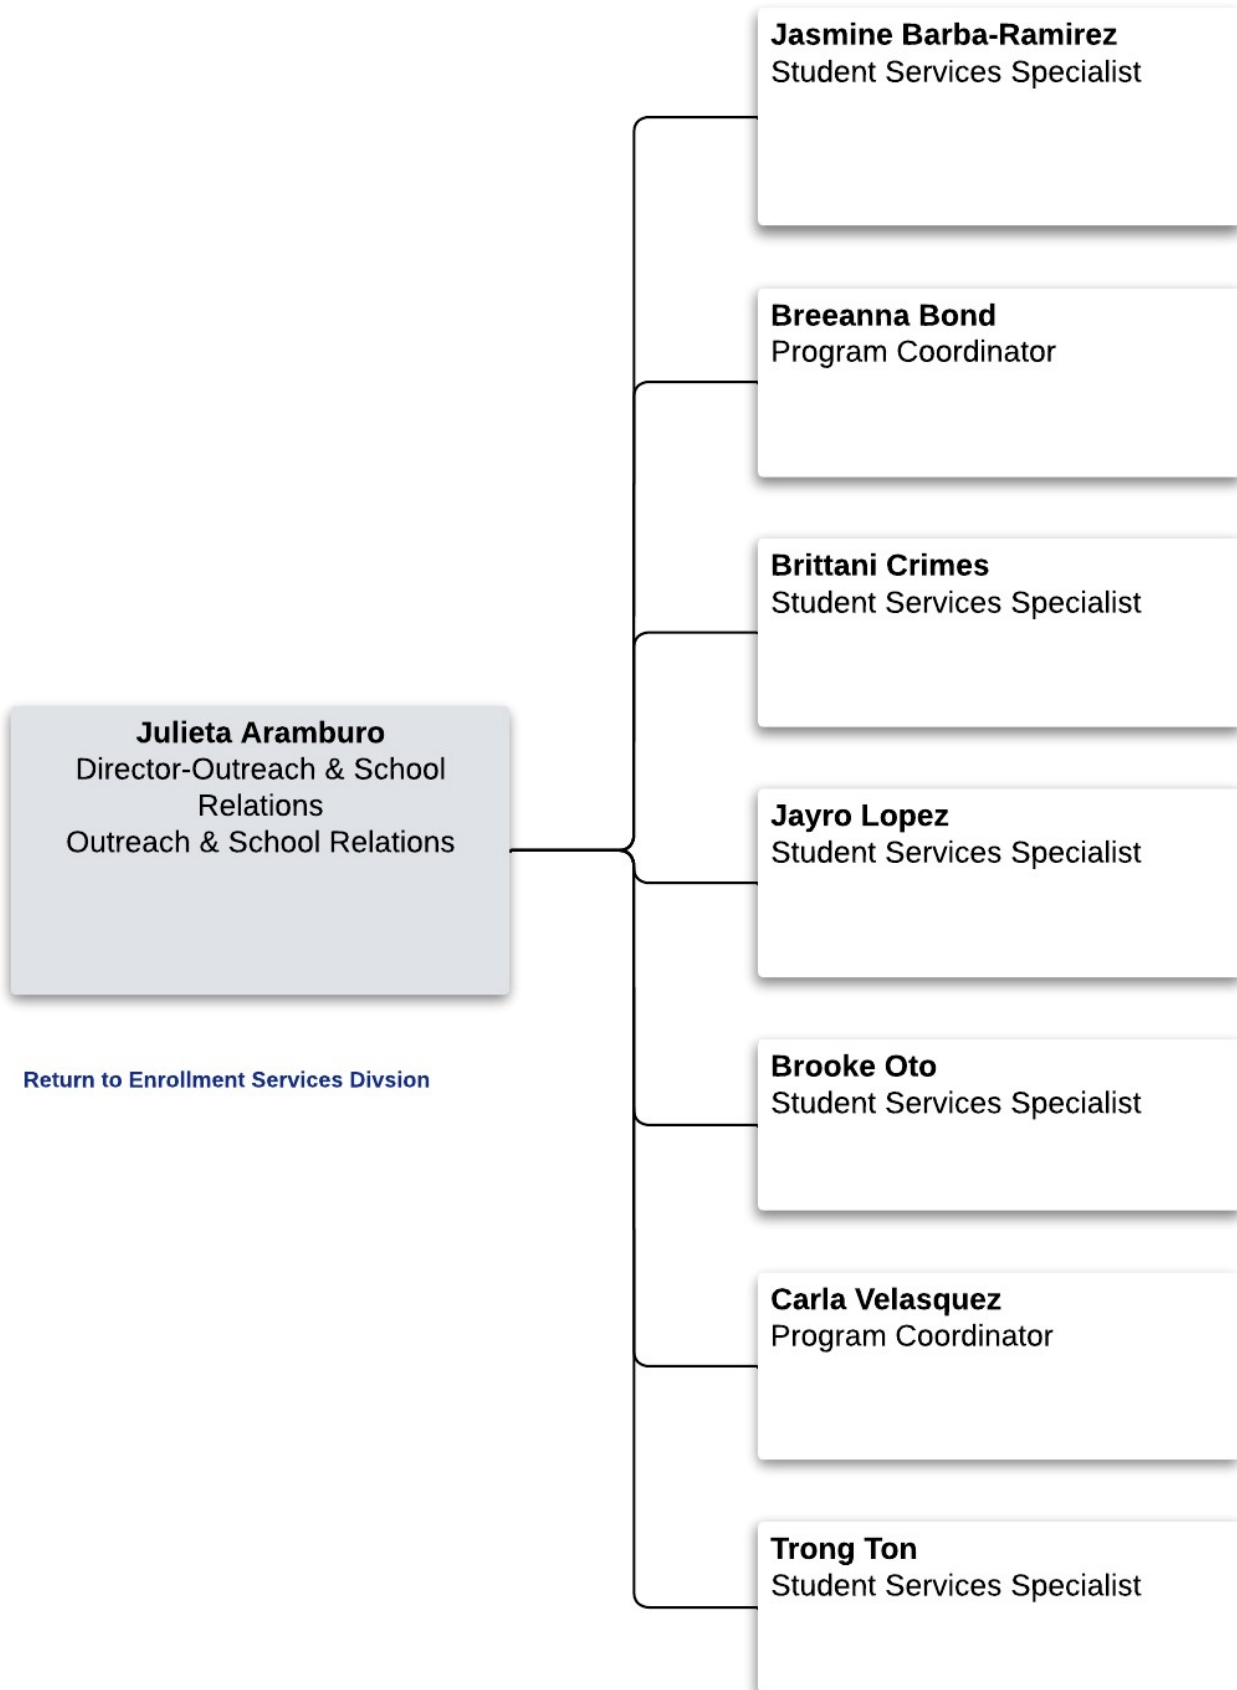 Jasmine Barba-Ramirez
Student Services Specialist
Breeanna Bond
Program Coordinator
Brittani Crimes
Student Services Specialist
Julieta Aramburo
Director-Outreach & School
Relations
Outreach & School Relations
Jayro Lopez
Student Services Specialist
Return to Enrollment Services Divsion
Brooke Oto
Student Services Specialist
Carla Velasquez
Program Coordinator
Trong Ton
Student Services Specialist